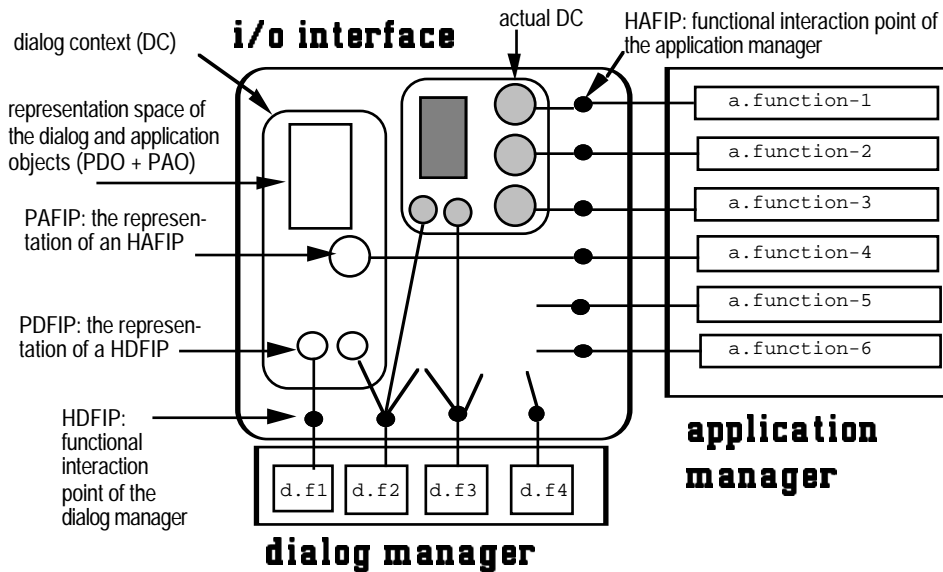 actual DC
HAFIP: functional interaction point of
the application manager
dialog context (DC)
i/o interface
representation space of
the dialog and application
objects (PDO + PAO)
PAFIP: the represen-
tation of an HAFIP
PDFIP: the represen-
tation of a HDFIP
HDFIP:
functional
interaction
point of the
dialog manager
a.function-1
a.function-2
a.function-3
a.function-4
a.function-5
a.function-6
application
manager
d.f1
d.f2
d.f3
d.f4
dialog manager